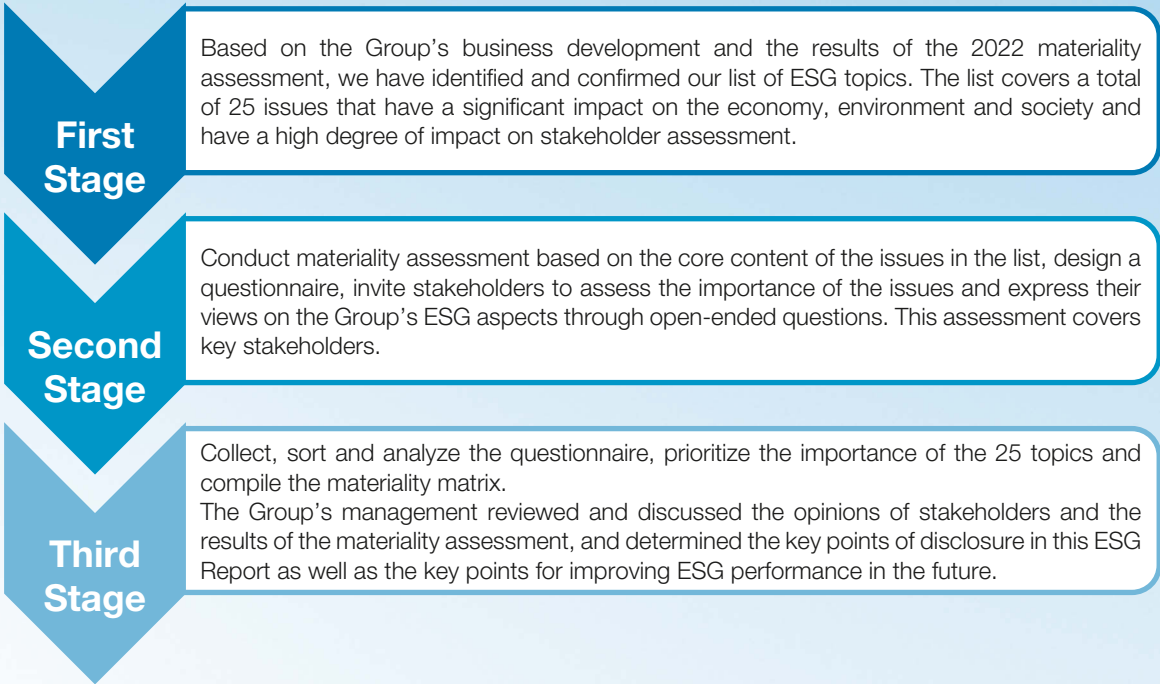 First
Stage
Based on the Group’s business development and the results of the 2022 materiality
assessment, we have identified and confirmed our list of ESG topics. The list covers a total
of 25 issues that have a significant impact on the economy, environment and society and
have a high degree of impact on stakeholder assessment.
Second
Stage
Conduct materiality assessment based on the core content of the issues in the list, design a
questionnaire, invite stakeholders to assess the importance of the issues and express their
views on the Group’s ESG aspects through open-ended questions. This assessment covers
key stakeholders.
Third
Stage
Collect, sort and analyze the questionnaire, prioritize the importance of the 25 topics and
compile the materiality matrix.
The Group’s management reviewed and discussed the opinions of stakeholders and the
results of the materiality assessment, and determined the key points of disclosure in this ESG
Report as well as the key points for improving ESG performance in the future.